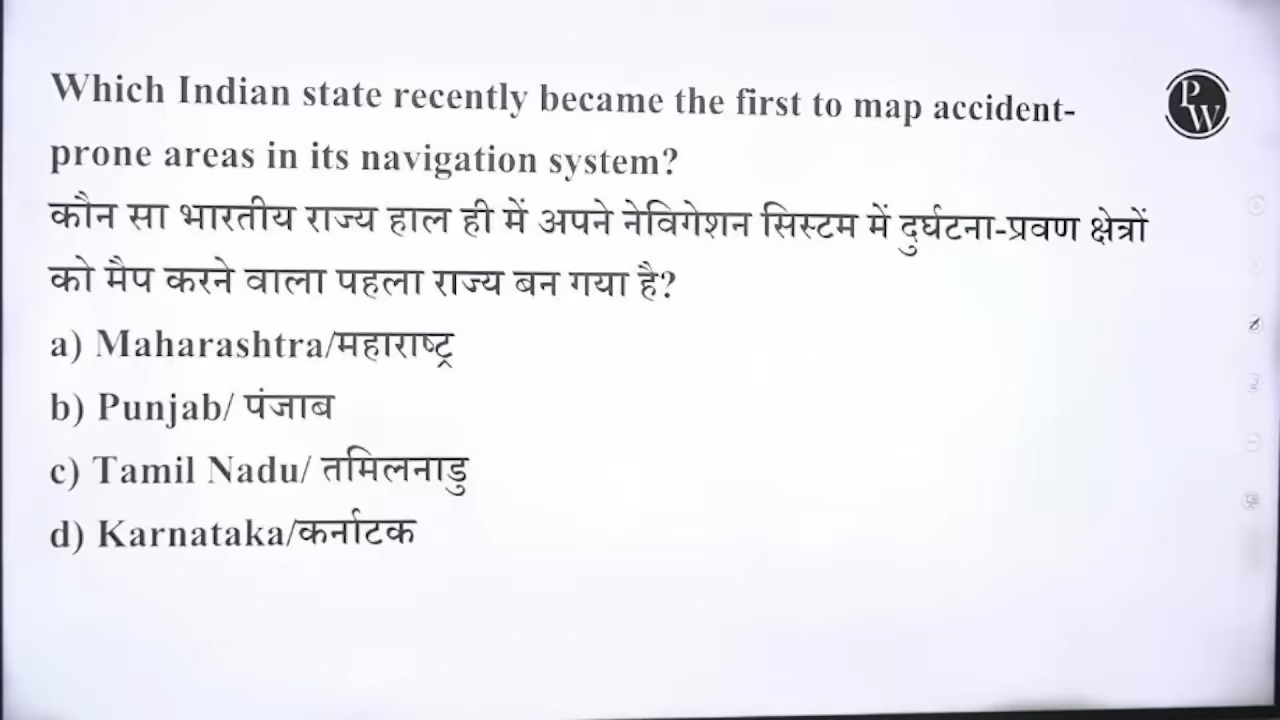 Which Indian state recently became the first to map accident-
prone areas in its navigation system?
कौन सा भारतीय राज्य हाल ही में अपने नेविगेशन सिस्टम में दुर्घटना-प्रवण क्षेत्रों
को मैप करने वाला पहला राज्य बन गया है?
a) Maharashtra/महाराष्ट्र
b) Punjab/ पंजाब
c) Tamil Nadu/ तमिलनाडु
d) Karnataka/कर्नाटक
PW